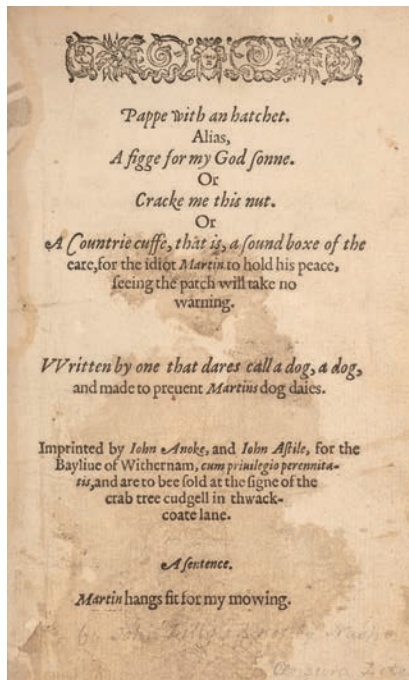 Pappe with an hatchet.
Alias,
A figge for my God ſonne.
Or
Cracke me this nut.
Or
A Countrie cuffe, that is, a ſound boxe of the
eare, for the idiot Martin to hold his peace,
ſeeing the patch will take no
warning.
VVritten by one that dares call a dog, a dog,
and made to preuent Martins dog daies.
Imprinted by Iohn Anoke, and Iohn Aſtile, for the
Bayliue of Withernam, cum priuilegio perennita-
tis, and are to bee ſold at the ſigne of the
crab tree cudgell in thwack-
coate lane.
A ſentence.
Martin hangs fit for my mowing.
by John